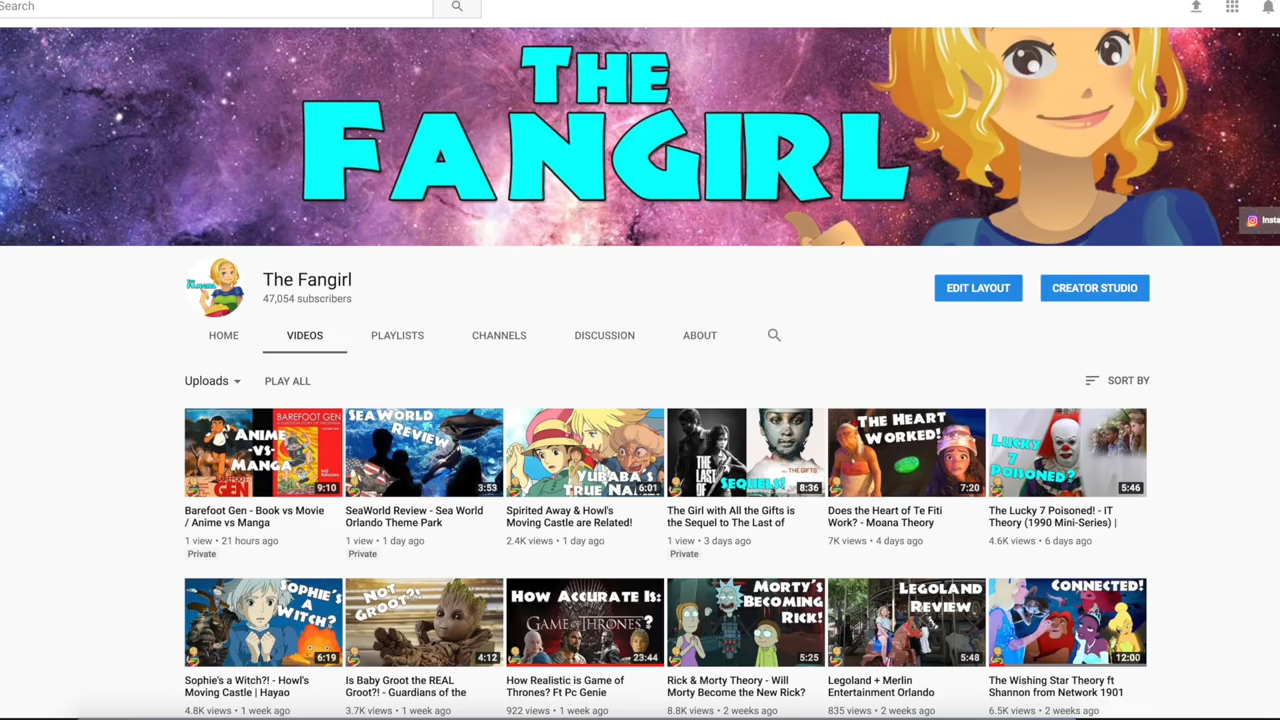 Search
THE
FANGIRL
Insta
The Fangirl
47,054 subscribers
EDIT LAYOUT
CREATOR STUDIO
HOME
VIDEOS
PLAYLISTS
CHANNELS
DISCUSSION
ABOUT
Uploads
PLAY ALL
SORT BY
ANIME
-VS-
MANGA
BAREFOOT GEN
GEN
9:10
SEAWORLD
REVIEW
3:53
YUBABA'S
TRUE NA
6:01
THE
LAST
OF
THE GIFTS
SEQUELS!
8:36
THE HEART
WORKED!
7:20
LUCKY
7
POISONED?
5:46
Barefoot Gen - Book vs Movie
/ Anime vs Manga
1 view • 21 hours ago
Private
SeaWorld Review - Sea World
Orlando Theme Park
1 view • 1 day ago
Private
Spirited Away & Howl's
Moving Castle are Related!
2.4K views • 1 day ago
The Girl with All the Gifts is
the Sequel to The Last of
1 view • 3 days ago
Private
Does the Heart of Te Fiti
Work? - Moana Theory
7K views • 4 days ago
The Lucky 7 Poisoned! - IT
Theory (1990 Mini-Series) |
4.6K views • 6 days ago
SOPHIE'S
A
WITCH?
6:19
NOT
GROOT?!
4:12
HOW ACCURATE IS:
GAME OF THRONES?
23:44
MORTY'S
BECOMING
RICK!
5:25
LEGOLAND
REVIEW
5:48
CONNECTED!
12:00
Sophie's a Witch?! - Howl's
Moving Castle | Hayao
4.8K views • 1 week ago
Is Baby Groot the REAL
Groot?! - Guardians of the
3.7K views • 1 week ago
How Realistic is Game of
Thrones? Ft Pc Genie
922 views • 1 week ago
Rick & Morty Theory - Will
Morty Become the New Rick?
8.8K views • 2 weeks ago
Legoland + Merlin
Entertainment Orlando
835 views • 2 weeks ago
The Wishing Star Theory ft
Shannon from Network 1901
6.5K views • 2 weeks ago